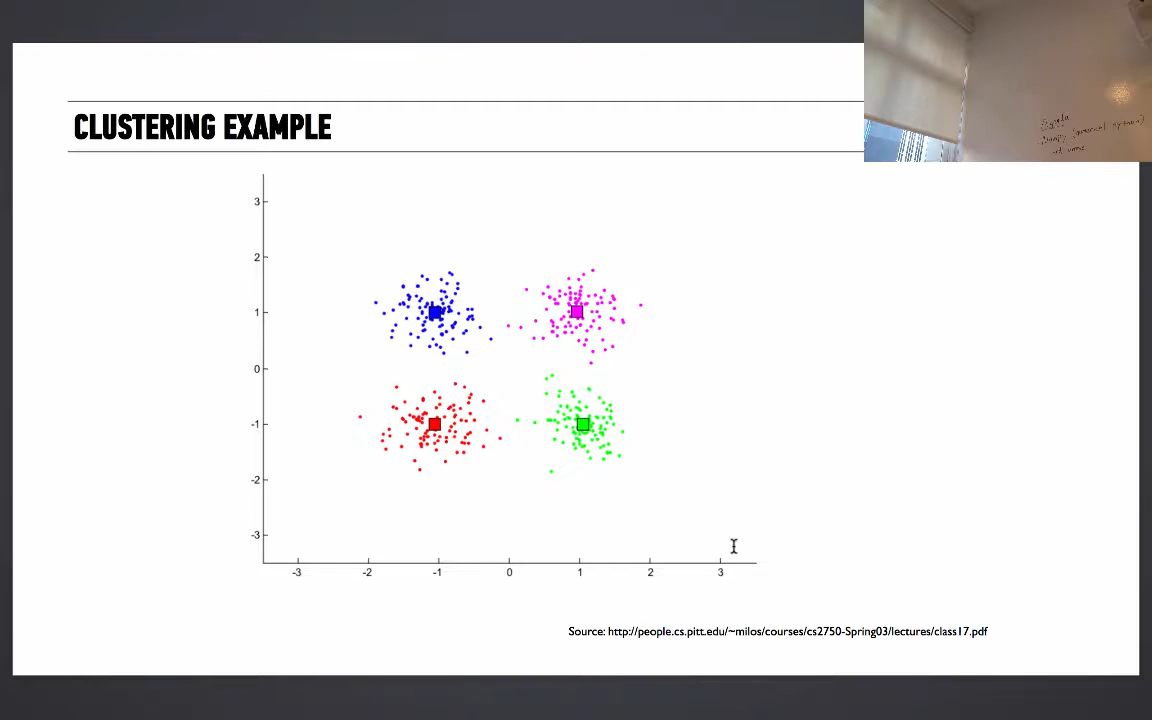 CLUSTERING EXAMPLE
3
2
1
0
-1
-2
-3
-3 -2 -1 0 1 2 3
Source: http://people.cs.pitt.edu/~milos/courses/cs2750-Spring03/lectures/class17.pdf